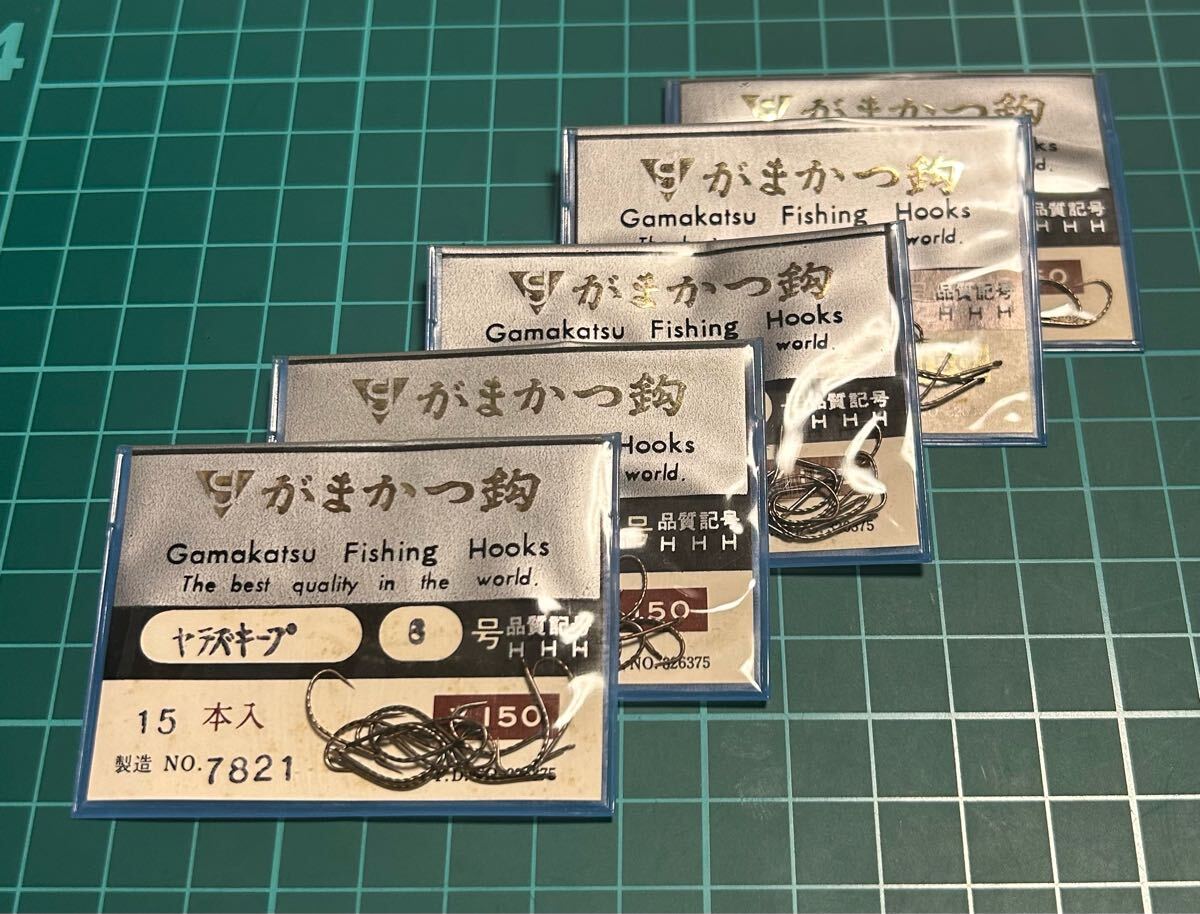 4
がまかつ鈎
ks
d.
品質記号
H H H
50
がまかつ鈎
Gamakatsu Fishing Hooks
world.
品質記号
H H H
がまかつ鈎
Gamakatsu Fishing Hooks
world.
品質記号
H H H
がまかつ鈎
Hooks
world.
号 品質記号
H H H
150
NO. 326375
がまかつ鈎
Gamakatsu Fishing Hooks
The best quality in the world.
ヤラズキープ 8 号 品質記号
H H H
15 本入 150
製造 NO. 7821